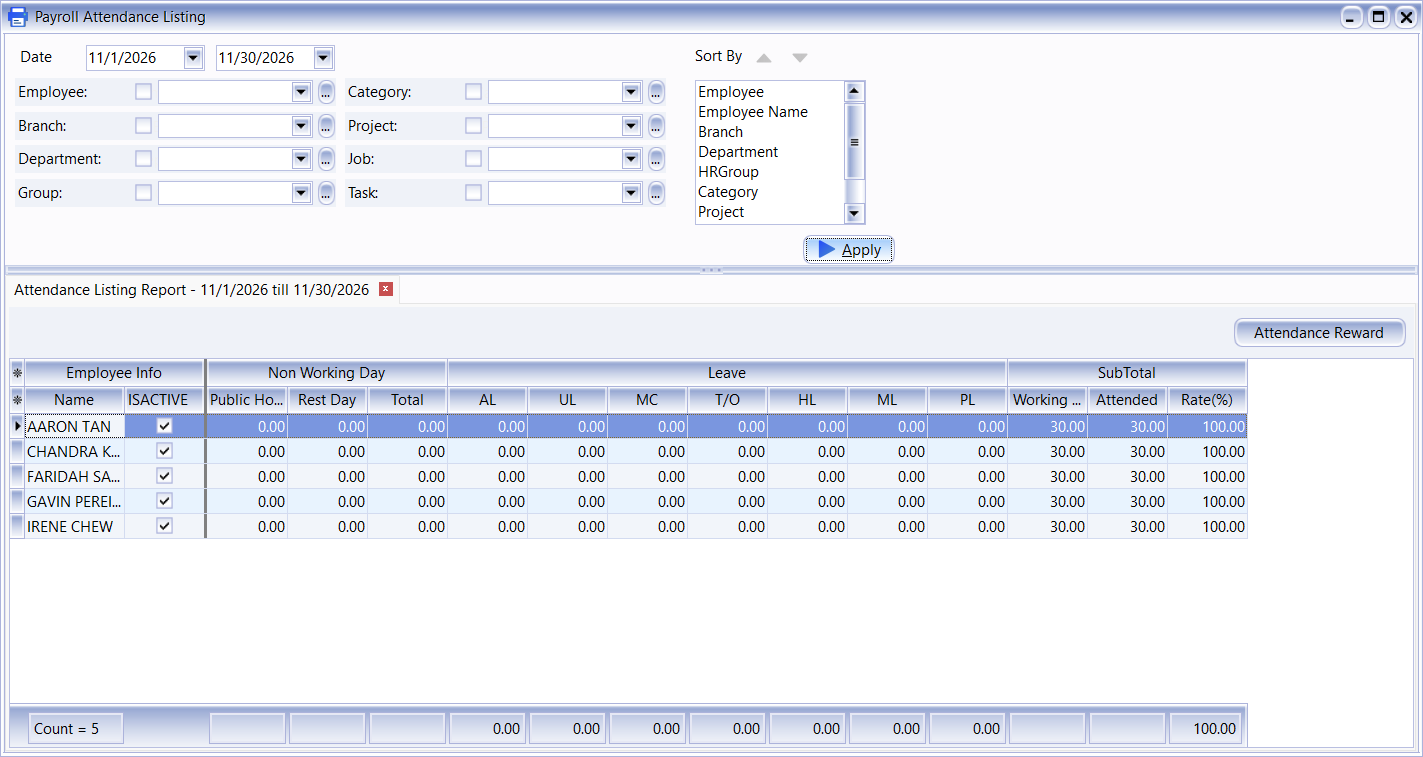 Payroll Attendance Listing
Date 11/1/2026 11/30/2026 Sort By
Employee: ... Category: ...
Branch: ... Project: ...
Department: ... Job: ...
Group: ... Task: ...
Employee
Employee Name
Branch
Department
HRGroup
Category
Project
Apply
Attendance Listing Report - 11/1/2026 till 11/30/2026
Attendance Reward
Employee Info Non Working Day Leave SubTotal
Name ISACTIVE Public Ho... Rest Day Total AL UL MC T/O HL ML PL Working ... Attended Rate(%)
AARON TAN 0.00 0.00 0.00 0.00 0.00 0.00 0.00 0.00 0.00 0.00 30.00 30.00 100.00
CHANDRA K... 0.00 0.00 0.00 0.00 0.00 0.00 0.00 0.00 0.00 0.00 30.00 30.00 100.00
FARIDAH SA... 0.00 0.00 0.00 0.00 0.00 0.00 0.00 0.00 0.00 0.00 30.00 30.00 100.00
GAVIN PEREI... 0.00 0.00 0.00 0.00 0.00 0.00 0.00 0.00 0.00 0.00 30.00 30.00 100.00
IRENE CHEW 0.00 0.00 0.00 0.00 0.00 0.00 0.00 0.00 0.00 0.00 30.00 30.00 100.00
Count = 5 0.00 0.00 0.00 0.00 0.00 0.00 0.00 100.00